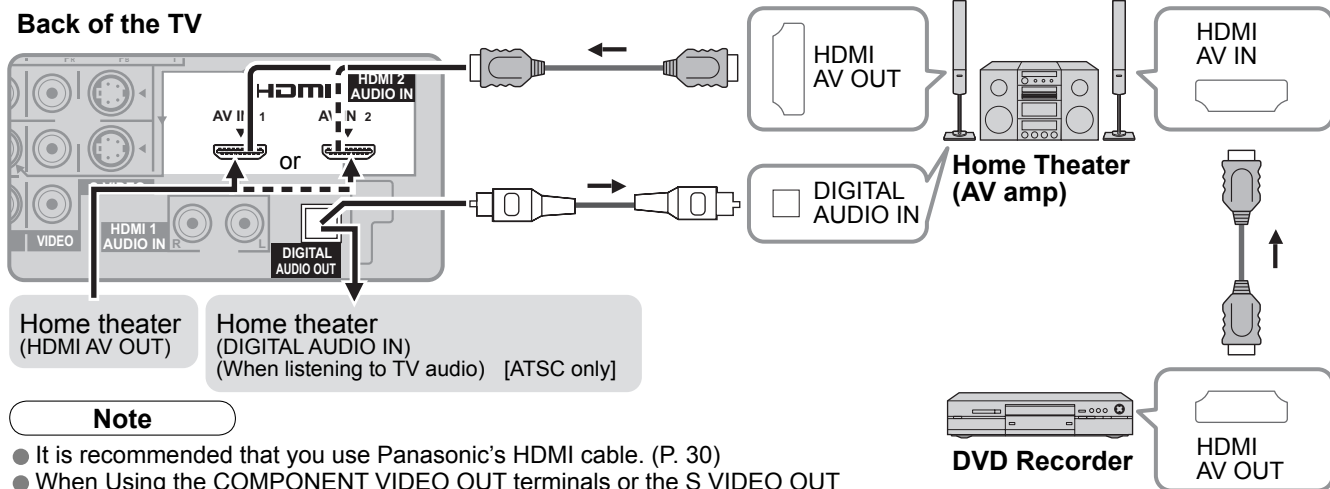 Back of the TV
HDMI
HDMI 2
AUDIO IN
AV IN 2
HDMI 1
AUDIO IN
R
L
VIDEO
DIGITAL
AUDIO OUT
or
HDMI
AV OUT
DIGITAL
AUDIO IN
Home Theater
(AV amp)
HDMI
AV IN
Home theater
(HDMI AV OUT)
Home theater
(DIGITAL AUDIO IN)
(When listening to TV audio) [ATSC only]
DVD Recorder
HDMI
AV OUT
Note
● It is recommended that you use Panasonic's HDMI cable. (P. 30)
● When Using the COMPONENT VIDEO OUT terminals or the S VIDEO OUT